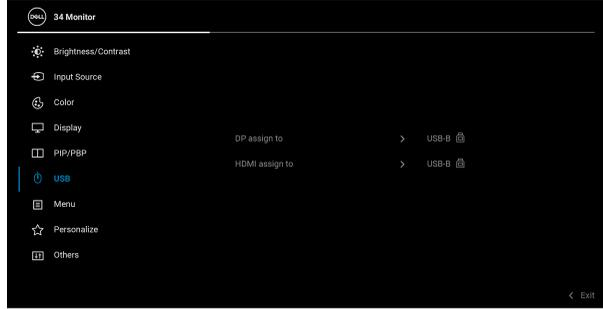 DELL 34 Monitor
Brightness/Contrast
Input Source
Color
Display
DP assign to > USB-B
PIP/PBP
HDMI assign to > USB-B
USB
Menu
Personalize
Others
< Exit